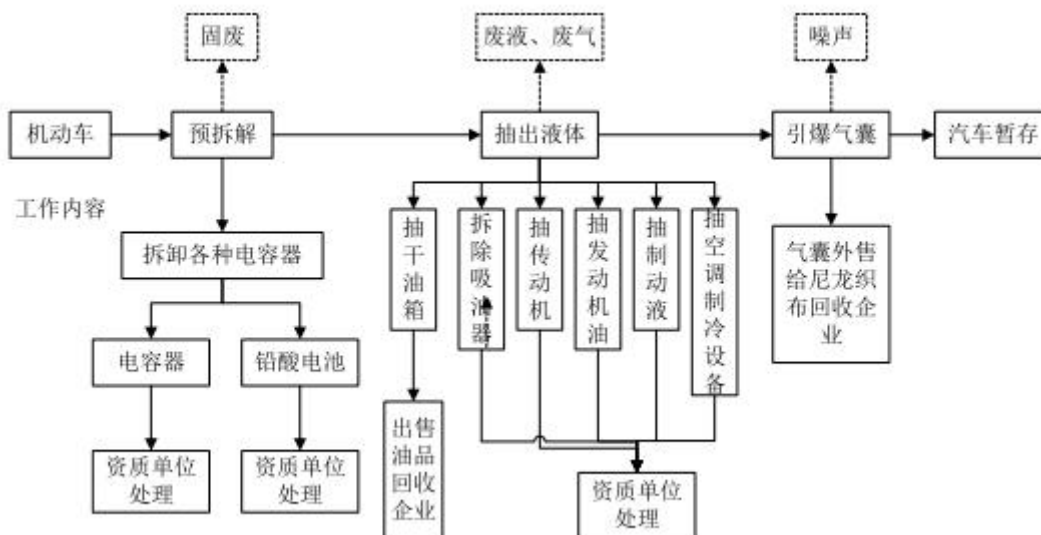 固废
废液、废气
噪声
机动车
预拆解
抽出液体
引爆气囊
汽车暂存
工作内容
拆卸各种电容器
抽干油箱
拆除吸油器
抽传动机
抽发动机油
抽制动液
抽空调制冷设备
气囊外售
给尼龙织
布回收企
业
电容器
铅酸电池
出售
油品
回收
企业
资质单位
处理
资质单位
处理
资质单位
处理